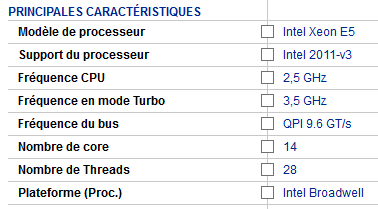 PRINCIPALES CARACTÉRISTIQUES
Modèle de processeur Intel Xeon E5
Support du processeur Intel 2011-v3
Fréquence CPU 2,5 GHz
Fréquence en mode Turbo 3,5 GHz
Fréquence du bus QPI 9.6 GT/s
Nombre de core 14
Nombre de Threads 28
Plateforme (Proc.) Intel Broadwell